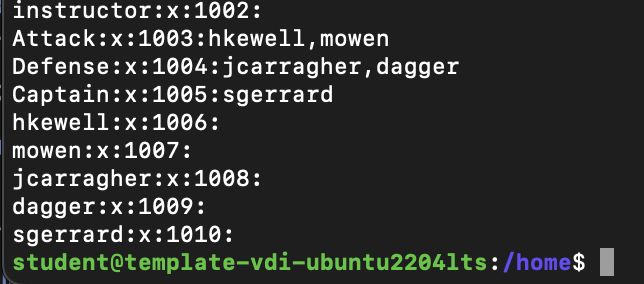 instructor:x:1002:
Attack:x:1003:hkewell,mowen
Defense:x:1004:jcarragher,dagger
Captain:x:1005:sgerrard
hkewell:x:1006:
mowen:x:1007:
jcarragher:x:1008:
dagger:x:1009:
sgerrard:x:1010:
student@template-vdi-ubuntu2204lts:/home$